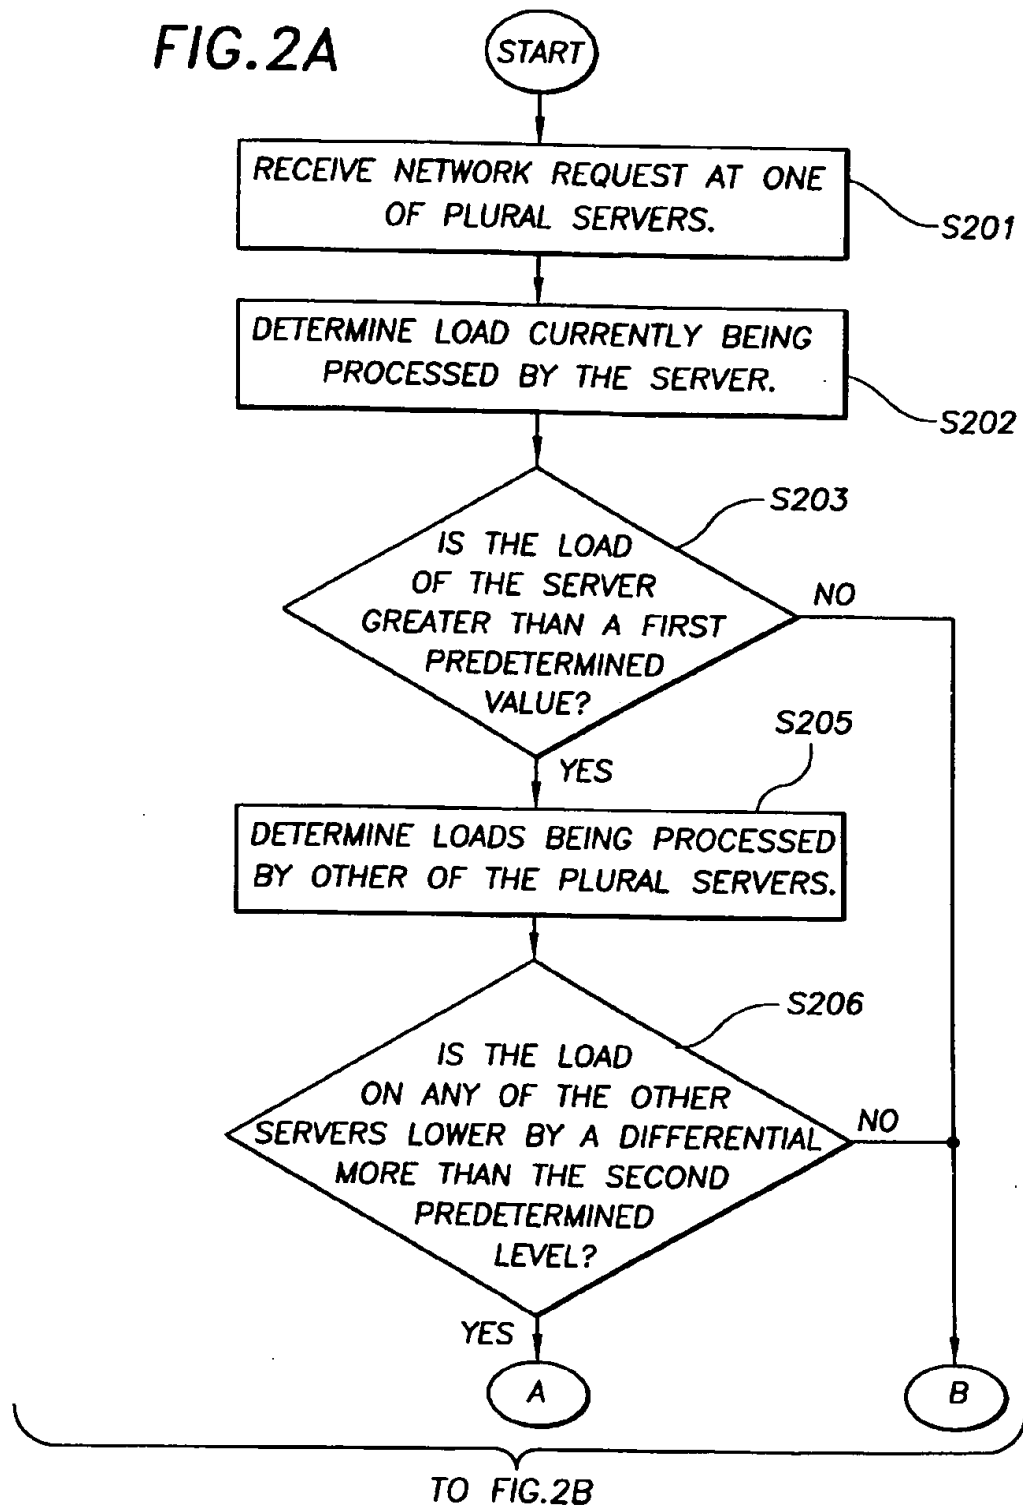 FIG.2A
START
RECEIVE NETWORK REQUEST AT ONE
OF PLURAL SERVERS.
S201
DETERMINE LOAD CURRENTLY BEING
PROCESSED BY THE SERVER.
S202
S203
IS THE LOAD
OF THE SERVER
GREATER THAN A FIRST
PREDETERMINED
VALUE?
NO
YES
S205
DETERMINE LOADS BEING PROCESSED
BY OTHER OF THE PLURAL SERVERS.
S206
IS THE LOAD
ON ANY OF THE OTHER
SERVERS LOWER BY A DIFFERENTIAL
MORE THAN THE SECOND
PREDETERMINED
LEVEL?
NO
YES
A
B
TO FIG.2B